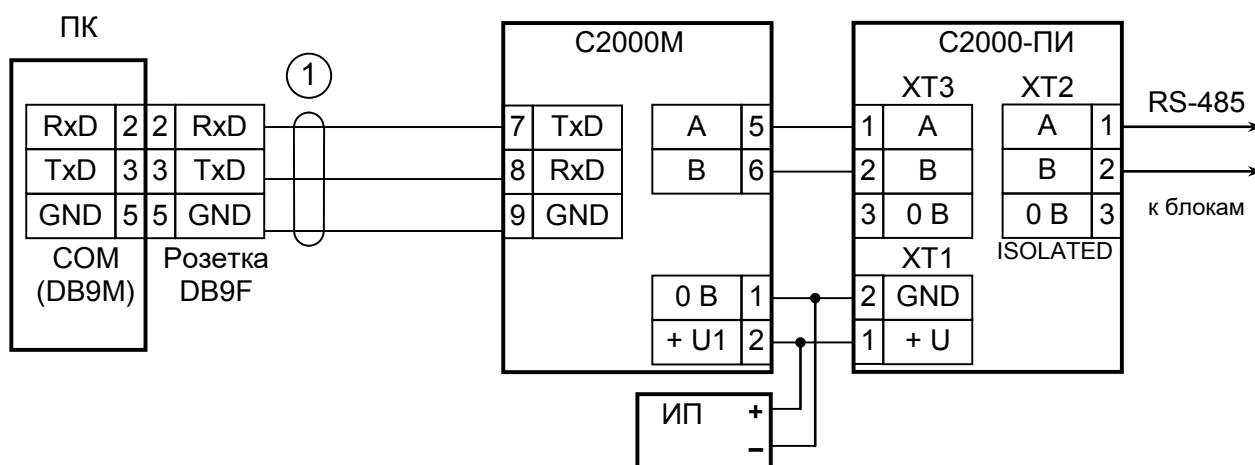 ПК
1
С2000М
С2000-ПИ
XT3
XT2
RS-485
RxD 2 2 RxD
7 TxD
A 5
1 A
A 1
TxD 3 3 TxD
8 RxD
B 6
2 B
B 2
GND 5 5 GND
9 GND
3 0 В
0 В 3
к блокам
COM
(DB9M)
Розетка
DB9F
XT1
ISOLATED
0 В 1
2 GND
+ U1 2
1 + U
ИП + –